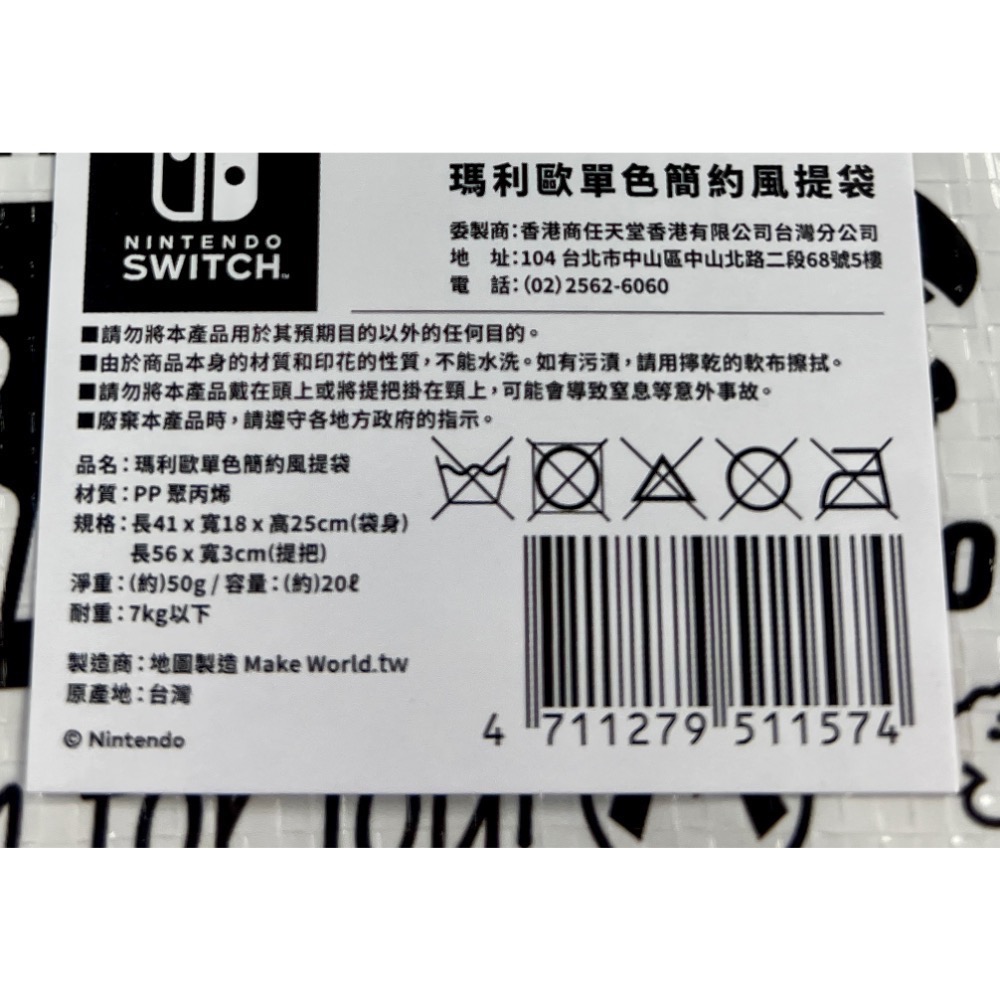 NINTENDO
SWITCH™
瑪利歐單色簡約風提袋
委製商：香港商任天堂香港有限公司台灣分公司
地 址：104 台北市中山區中山北路二段68號5樓
電 話：(02) 2562-6060
■請勿將本產品用於其預期目的以外的任何目的。
■由於商品本身的材質和印花的性質，不能水洗。如有污漬，請用擰乾的軟布擦拭。
■請勿將本產品戴在頭上或將提把掛在頸上，可能會導致窒息等意外事故。
■廢棄本產品時，請遵守各地方政府的指示。
品名：瑪利歐單色簡約風提袋
材質：PP 聚丙烯
規格：長41 x 寬18 x 高25cm(袋身)
長56 x 寬3cm(提把)
淨重：(約)50g / 容量：(約)20ℓ
耐重：7kg以下
製造商：地圖製造 Make World.tw
原產地：台灣
© Nintendo
4 711279 511574